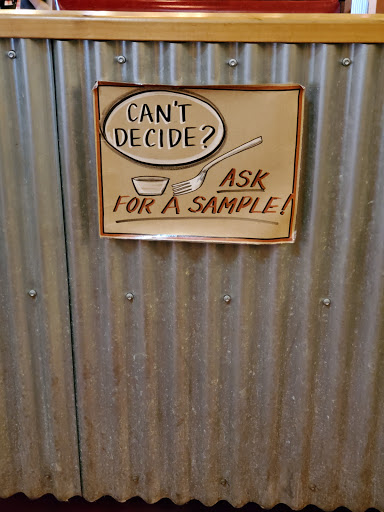 CAN'T
DECIDE?
ASK
FOR A SAMPLE!